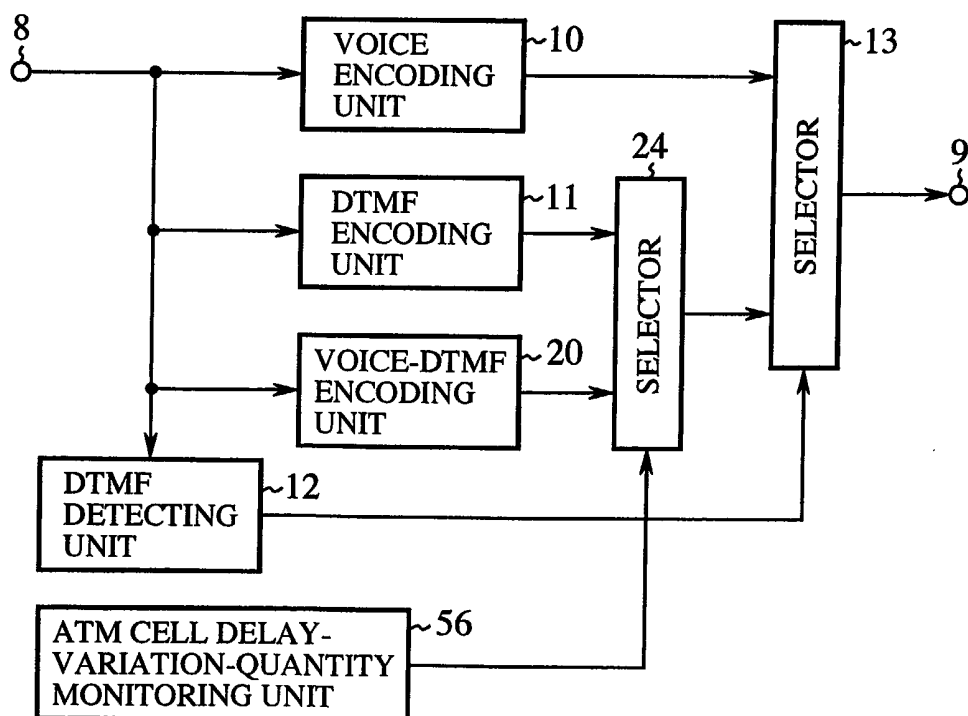 8
VOICE
ENCODING
UNIT
10
13
SELECTOR
9
24
SELECTOR
DTMF
ENCODING
UNIT
11
VOICE-DTMF
ENCODING
UNIT
20
DTMF
DETECTING
UNIT
12
ATM CELL DELAY-
VARIATION-QUANTITY
MONITORING UNIT
56